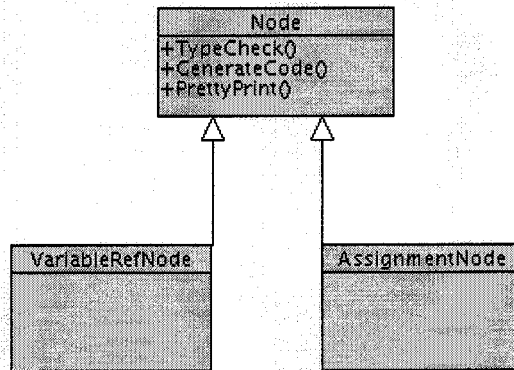 Node
+TypeCheck()
+GenerateCode()
+PrettyPrint()
VariableRefNode
AssignmentNode